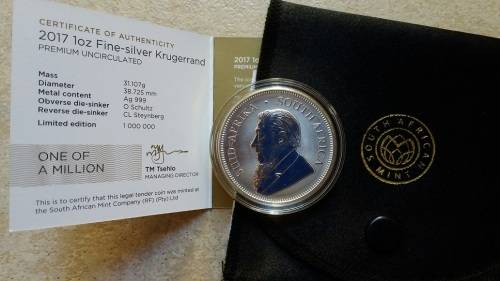 CERTIFICATE OF AUTHENTICITY
2017 1oz Fine-silver Krugerrand
PREMIUM UNCIRCULATED
Mass 31.107g
Diameter 38.725 mm
Metal content Ag 999
Obverse die-sinker O Schultz
Reverse die-sinker CL Steynberg
Limited edition 1 000 000
ONE OF
A MILLION
TM Tsehlo
MANAGING DIRECTOR
This is to certify that this legal tender coin was minted at
the South African Mint Company (RF) (Pty) Ltd
2017 1oz
PREMIUM
SUID-AFRIKA · SOUTH AFRICA
SOUTH AFRICAN
MINT